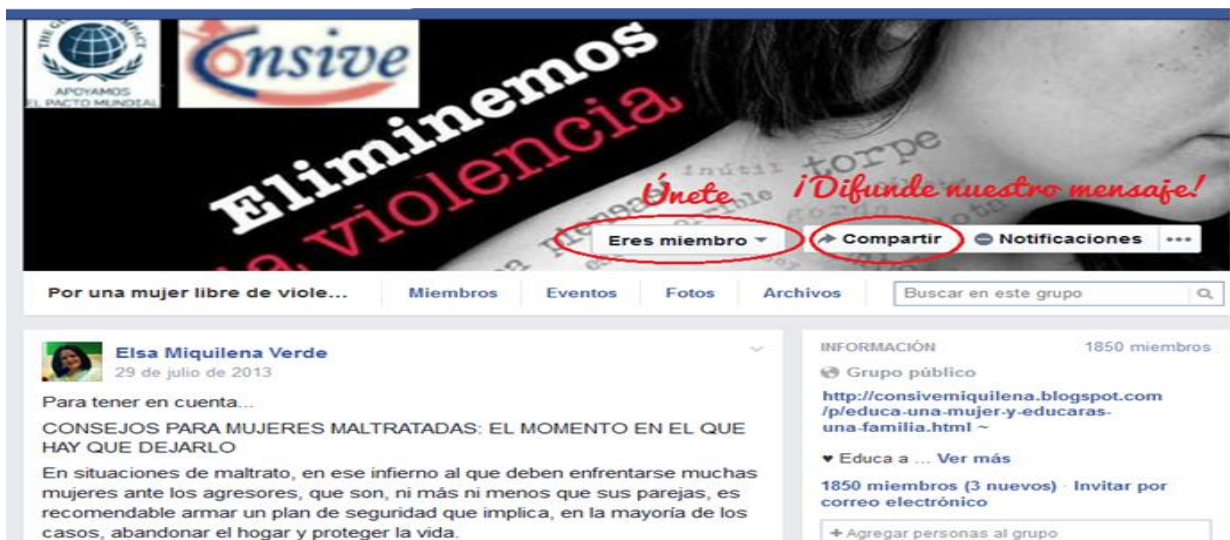 THE GLOBAL COMPACT
APOYAMOS
EL PACTO MUNDIAL
Consive
Eliminemos
la violencia
inútil
torpe
piensas
gorda
Únete
¡Difunde nuestro mensaje!
Eres miembro
Compartir
Notificaciones
Por una mujer libre de viole...
Miembros
Eventos
Fotos
Archivos
Buscar en este grupo
Elsa Miquilena Verde
29 de julio de 2013
Para tener en cuenta...
CONSEJOS PARA MUJERES MALTRATADAS: EL MOMENTO EN EL QUE
HAY QUE DEJARLO
En situaciones de maltrato, en ese infierno al que deben enfrentarse muchas
mujeres ante los agresores, que son, ni más ni menos que sus parejas, es
recomendable armar un plan de seguridad que implica, en la mayoría de los
casos, abandonar el hogar y proteger la vida.
INFORMACIÓN 1850 miembros
Grupo público
http://consivemiquilena.blogspot.com
/p/educa-una-mujer-y-educaras-
una-familia.html ~
♥ Educa a ... Ver más
1850 miembros (3 nuevos) · Invitar por
correo electrónico
+ Agregar personas al grupo